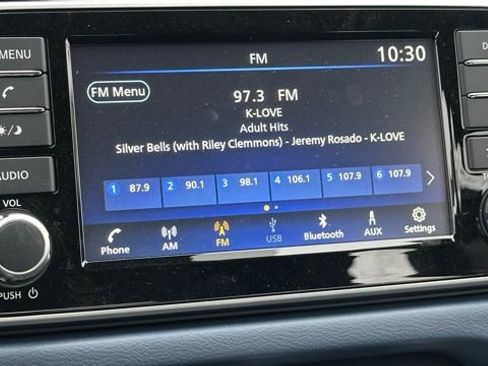 MENU
FM
10:30
D
FM Menu
97.3 FM
K-LOVE
Adult Hits
Silver Bells (with Riley Clemmons) - Jeremy Rosado - K-LOVE
AUDIO
1 87.9 2 90.1 3 98.1 4 106.1 5 107.9 6 107.9
VOL
Phone AM FM USB Bluetooth AUX Settings
PUSH